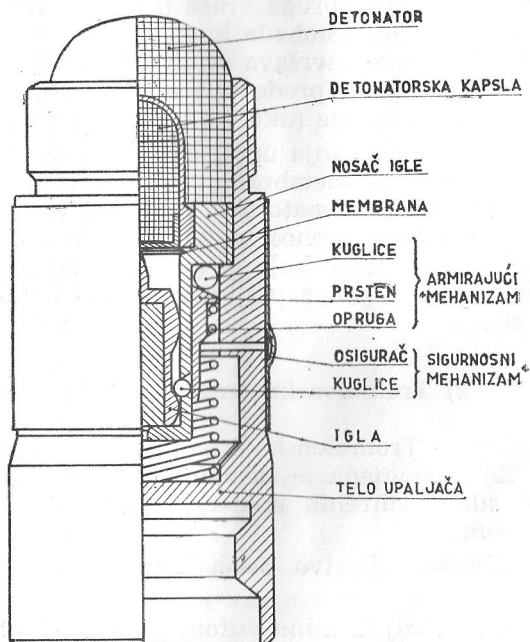 DETONATOR
DETONATORSKA KAPSLA
NOSAČ IGLE
MEMBRANA
KUGLICE
PRSTEN
OPRUGA
ARMIRAJUĆI
MEHANIZAM
OSIGURAČ
KUGLICE
SIGURNOSNI
MEHANIZAM
IGLA
TELO UPALJAČA